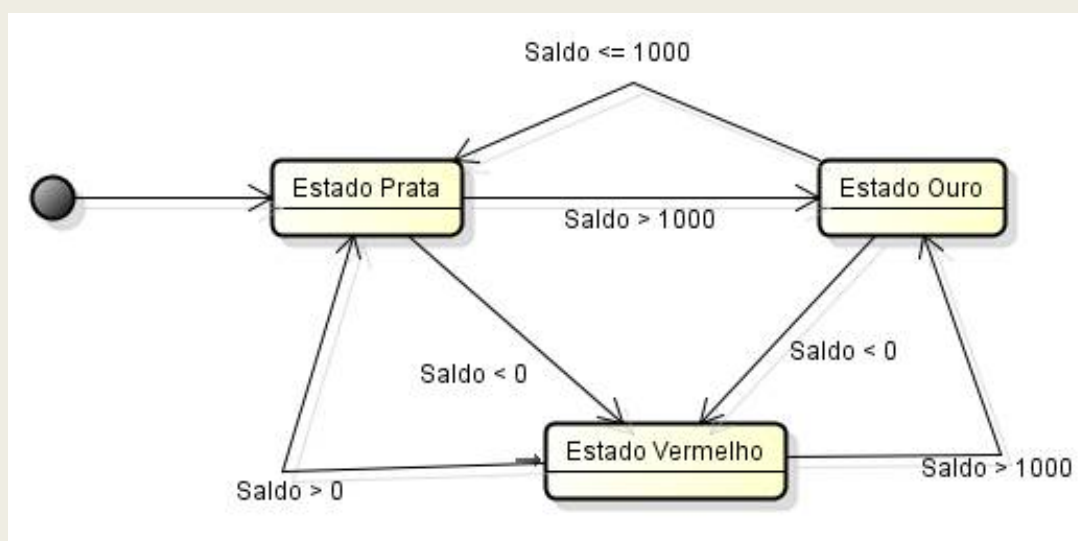 Saldo <= 1000
Estado Prata
Estado Ouro
Saldo > 1000
Saldo < 0
Saldo < 0
Estado Vermelho
Saldo > 0
Saldo > 1000